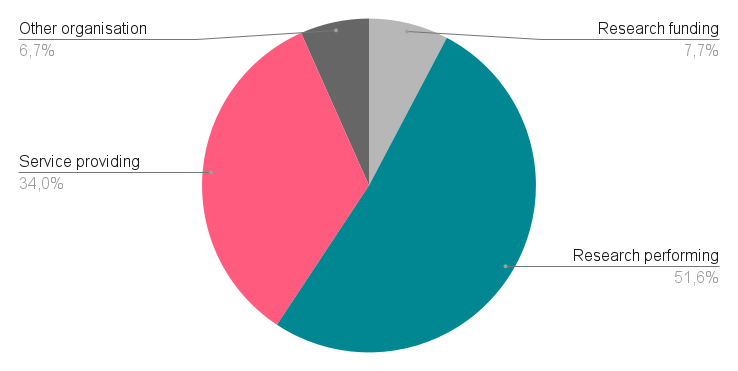 Other organisation
6,7%
Research funding
7,7%
Service providing
34,0%
Research performing
51,6%